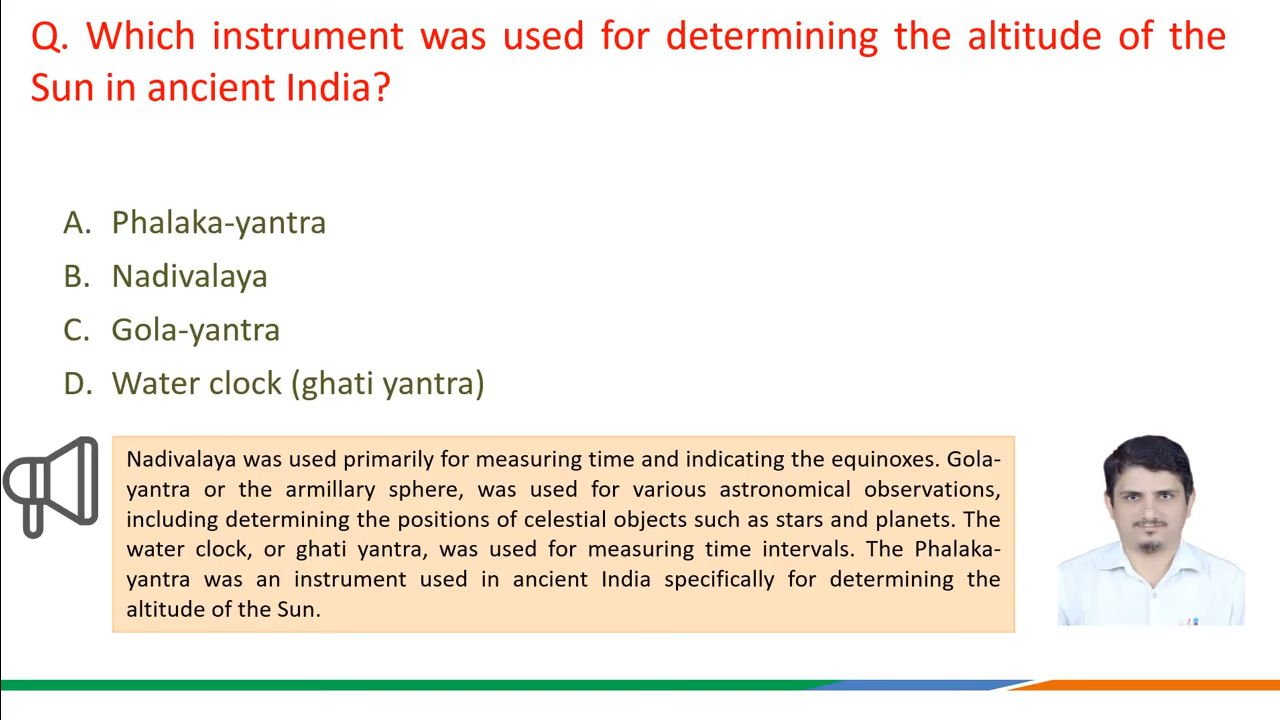 Q. Which instrument was used for determining the altitude of the
Sun in ancient India?
A. Phalaka-yantra
B. Nadivalaya
C. Gola-yantra
D. Water clock (ghati yantra)
Nadivalaya was used primarily for measuring time and indicating the equinoxes. Gola-
yantra or the armillary sphere, was used for various astronomical observations,
including determining the positions of celestial objects such as stars and planets. The
water clock, or ghati yantra, was used for measuring time intervals. The Phalaka-
yantra was an instrument used in ancient India specifically for determining the
altitude of the Sun.